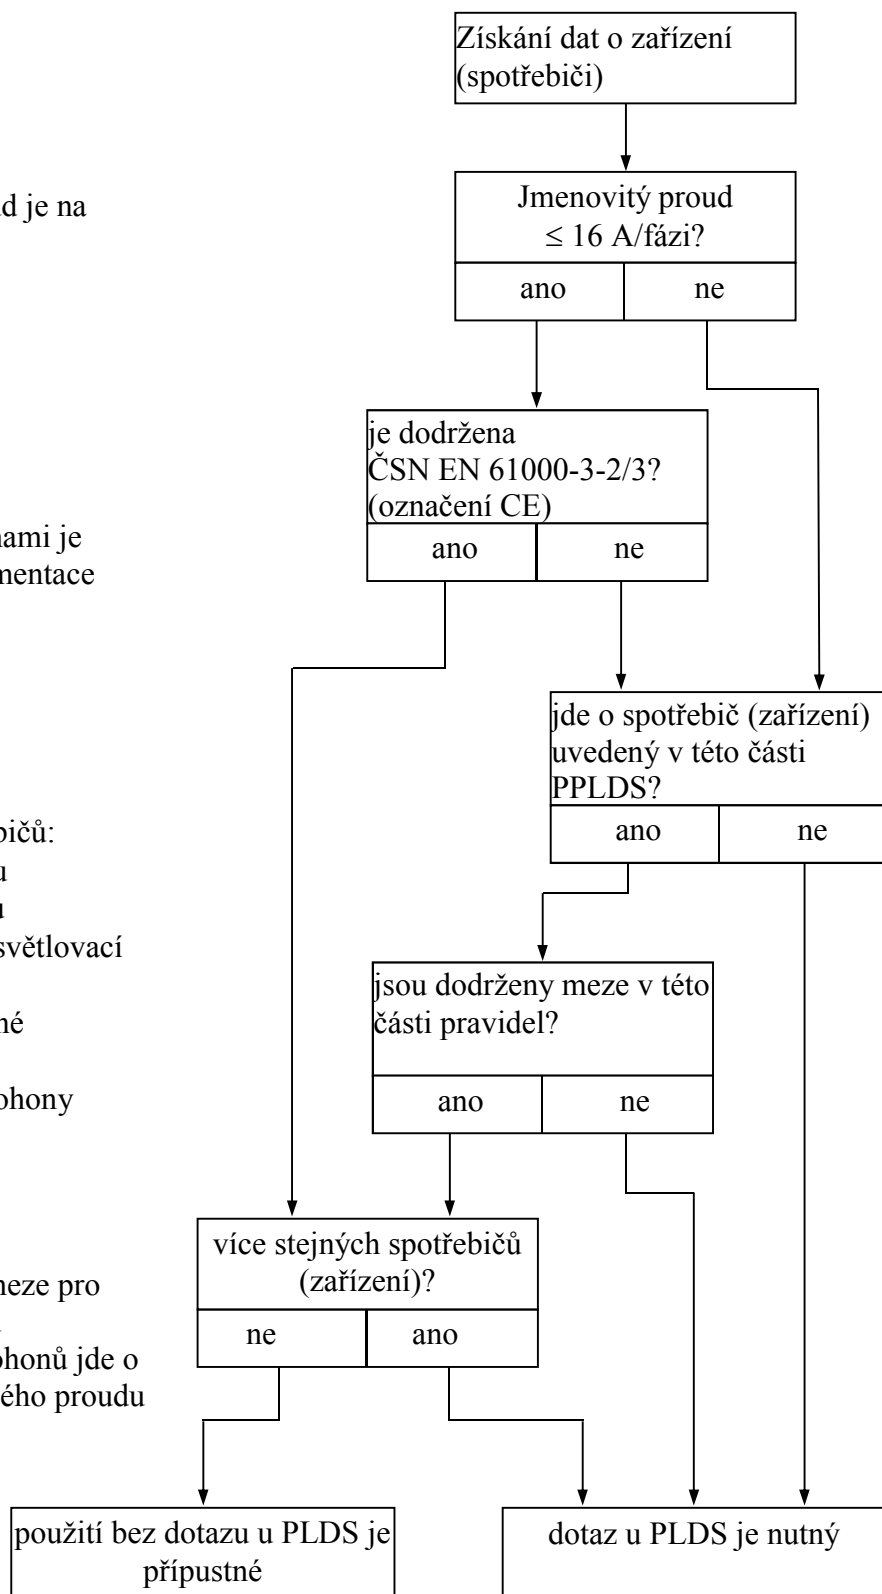 Získání dat o zařízení
(spotřebiči)
d je na
Jmenovitý proud
≤ 16 A/fázi?
ano
ne
je dodržena
ČSN EN 61000-3-2/3?
(označení CE)
ano
ne
nami je
mentace
jde o spotřebič (zařízení)
uvedený v této části
PPLDS?
ano
ne
bičů:
u
u
světlovací
né
ohony
jsou dodrženy meze v této
části pravidel?
ano
ne
více stejných spotřebičů
(zařízení)?
ne
ano
meze pro
ohonů jde o
ého proudu
použití bez dotazu u PLDS je
přípustné
dotaz u PLDS je nutný